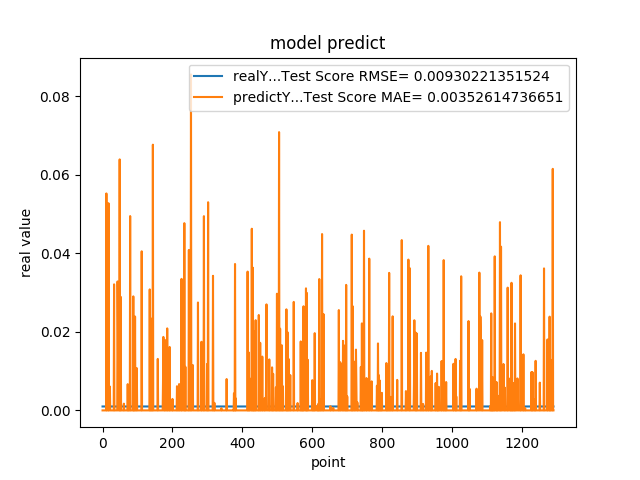 model predict
realY...Test Score RMSE= 0.00930221351524
predictY...Test Score MAE= 0.00352614736651
0.08
0.06
0.04
0.02
0.00
real value
0 200 400 600 800 1000 1200
point